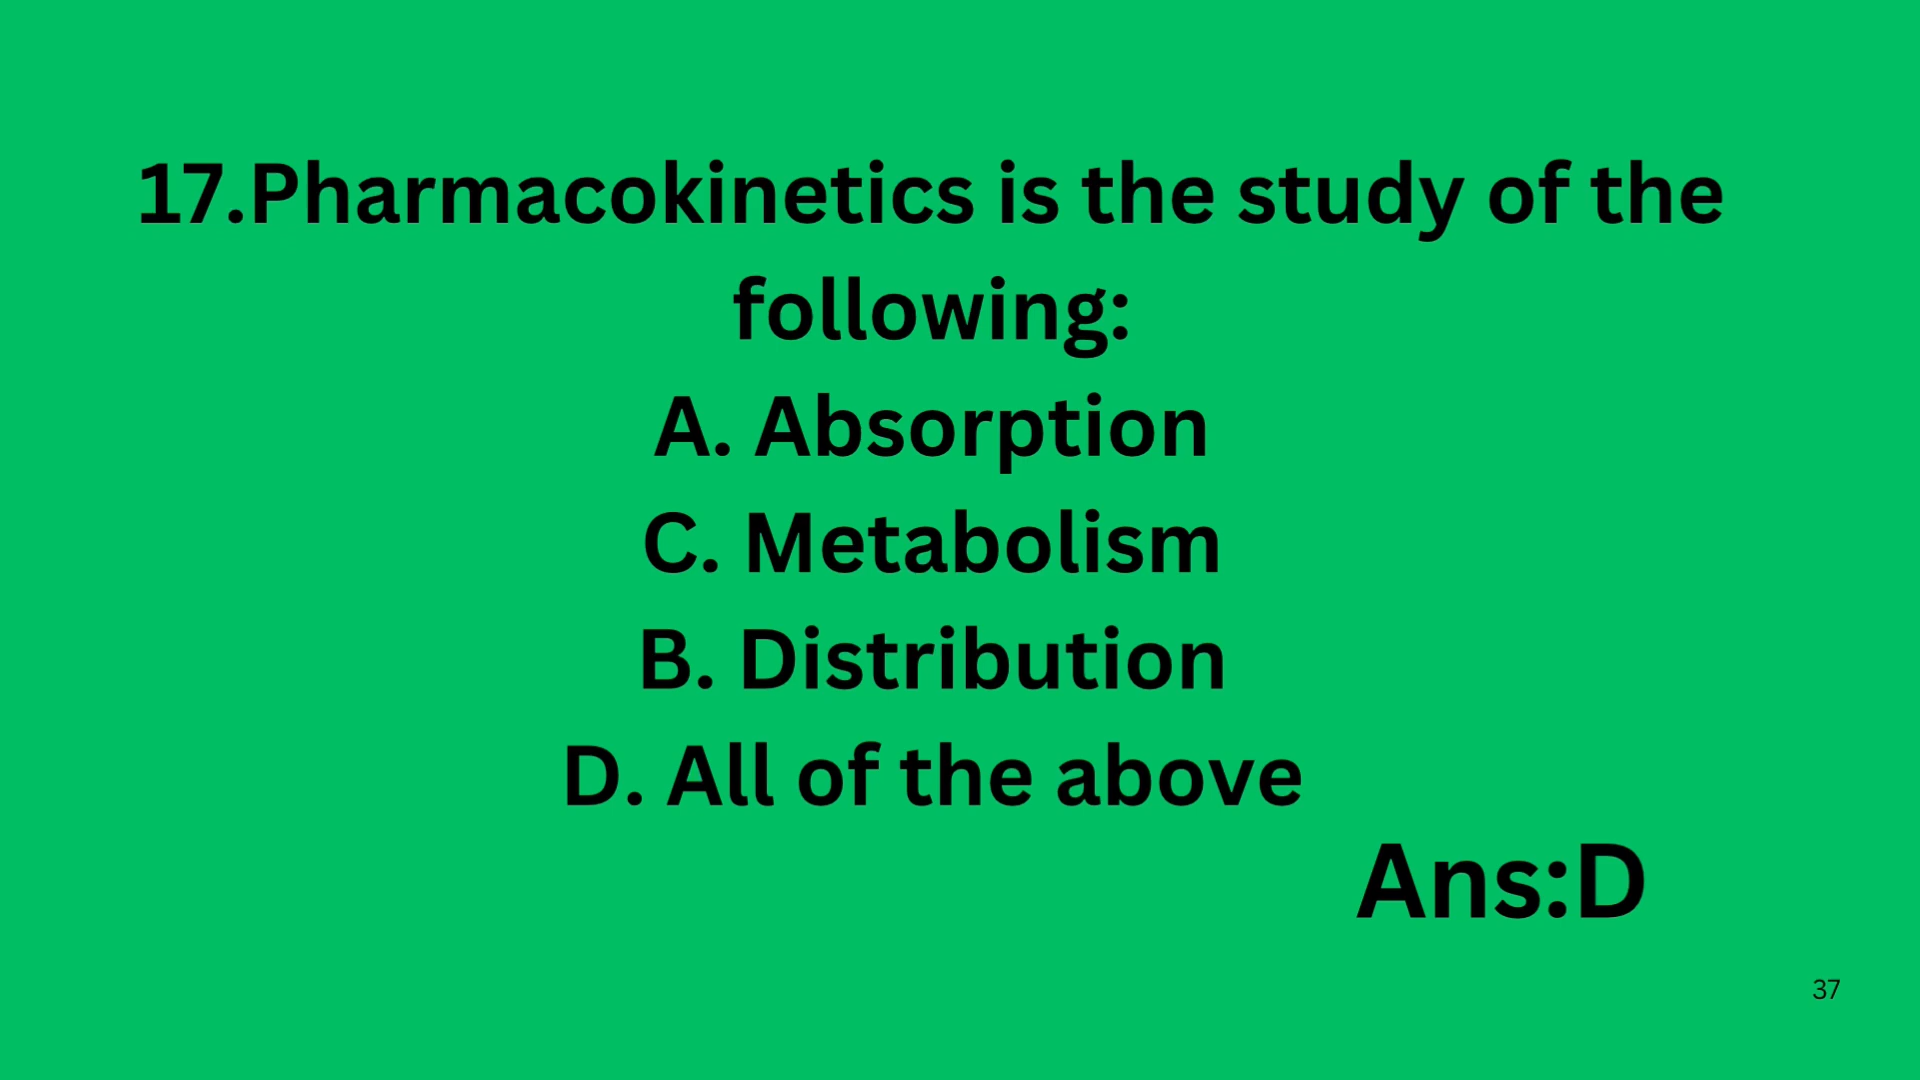 17.Pharmacokinetics is the study of the
following:
A. Absorption
C. Metabolism
B. Distribution
D. All of the above
Ans:D
37